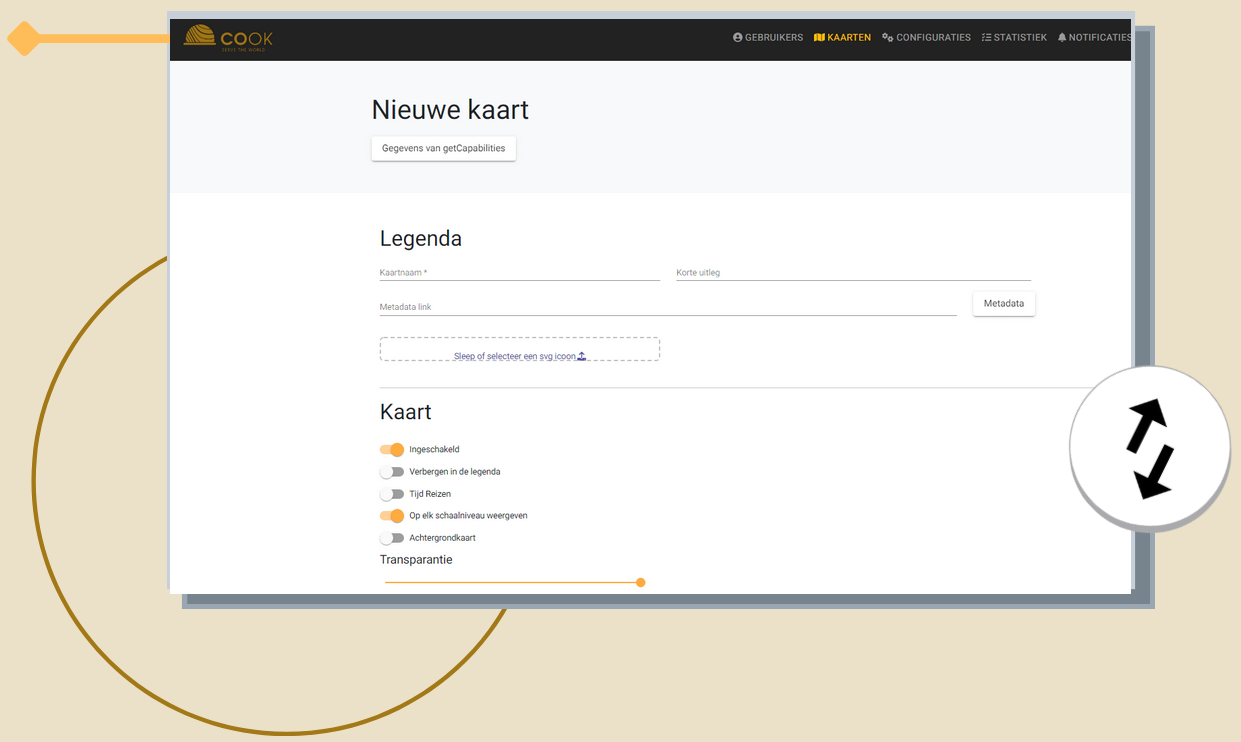 COOK
SERVE THE WORLD
GEBRUIKERS KAARTEN CONFIGURATIES STATISTIEK NOTIFICATIES
Nieuwe kaart
Gegevens van getCapabilities
Legenda
Kaartnaam * Korte uitleg
Metadata link Metadata
Sleep of selecteer een svg icoon
Kaart
Ingeschakeld
Verbergen in de legenda
Tijd Reizen
Op elk schaalniveau weergeven
Achtergrondkaart
Transparantie